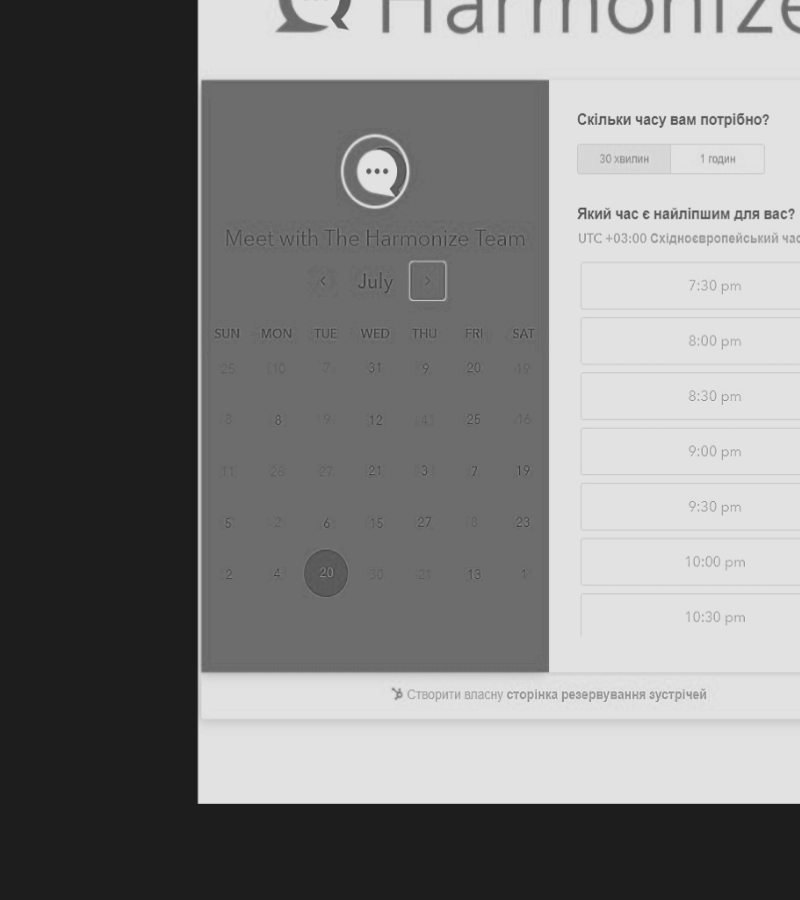 Harmonize
Meet with The Harmonize Team
July
SUN MON TUE WED THU FRI SAT
25 10 7 31 9 20 19
8 8 9 12 41 25 16
11 28 27 21 3 7 19
5 2 6 15 27 8 23
2 4 20 30 21 13 1
Скільки часу вам потрібно?
30 хвилин 1 годин
Який час є найліпшим для вас?
UTC +03:00 Східноєвропейський час
7:30 pm
8:00 pm
8:30 pm
9:00 pm
9:30 pm
10:00 pm
10:30 pm
Створити власну сторінка резервування зустрічей